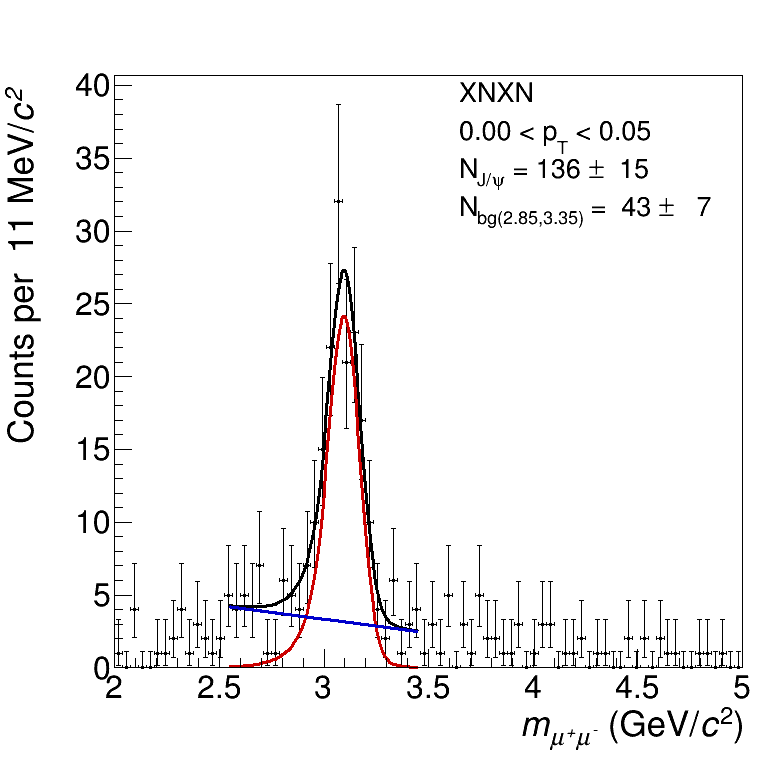 XNXN
0.00 < p_T < 0.05
N_J/ψ = 136 ± 15
N_bg(2.85,3.35) = 43 ± 7
Counts per 11 MeV/c²
40
35
30
25
20
15
10
5
0
2 2.5 3 3.5 4 4.5 5
m_μ⁺μ⁻ (GeV/c²)